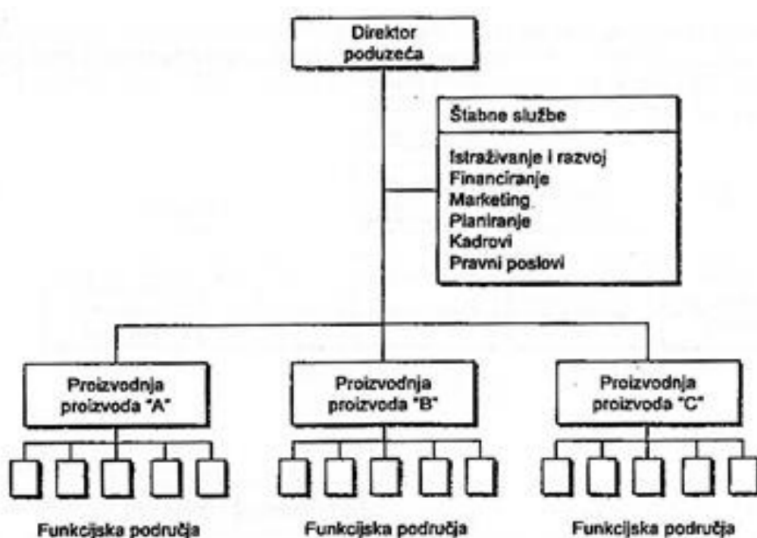 Direktor
poduzeća
Štabne službe
Istraživanje i razvoj
Financiranje
Marketing
Planiranje
Kadrovi
Pravni poslovi
Proizvodnja
proizvoda "A"
Proizvodnja
proizvoda "B"
Proizvodnja
proizvoda "C"
Funkcijska područja
Funkcijska područja
Funkcijska područja